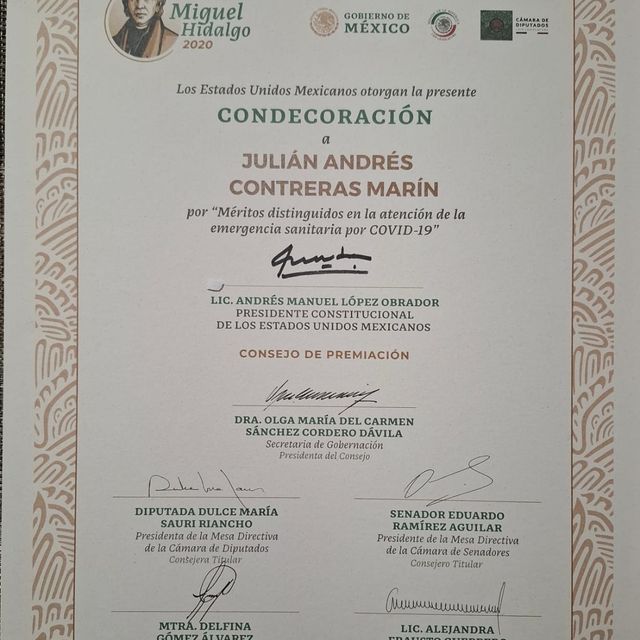 Miguel
Hidalgo
2020
GOBIERNO DE
MÉXICO
CÁMARA DE
DIPUTADOS
Los Estados Unidos Mexicanos otorgan la presente
CONDECORACIÓN
a
JULIÁN ANDRÉS
CONTRERAS MARÍN
por “Méritos distinguidos en la atención de la
emergencia sanitaria por COVID-19”
LIC. ANDRÉS MANUEL LÓPEZ OBRADOR
PRESIDENTE CONSTITUCIONAL
DE LOS ESTADOS UNIDOS MEXICANOS
CONSEJO DE PREMIACIÓN
DRA. OLGA MARÍA DEL CARMEN
SÁNCHEZ CORDERO DÁVILA
Secretaria de Gobernación
Presidenta del Consejo
DIPUTADA DULCE MARÍA
SAURI RIANCHO
Presidenta de la Mesa Directiva
de la Cámara de Diputados
Consejera Titular
SENADOR EDUARDO
RAMÍREZ AGUILAR
Presidente de la Mesa Directiva
de la Cámara de Senadores
Consejero Titular
MTRA. DELFINA
GÓMEZ ÁLVAREZ
LIC. ALEJANDRA
FRAUSTO GUERRERO